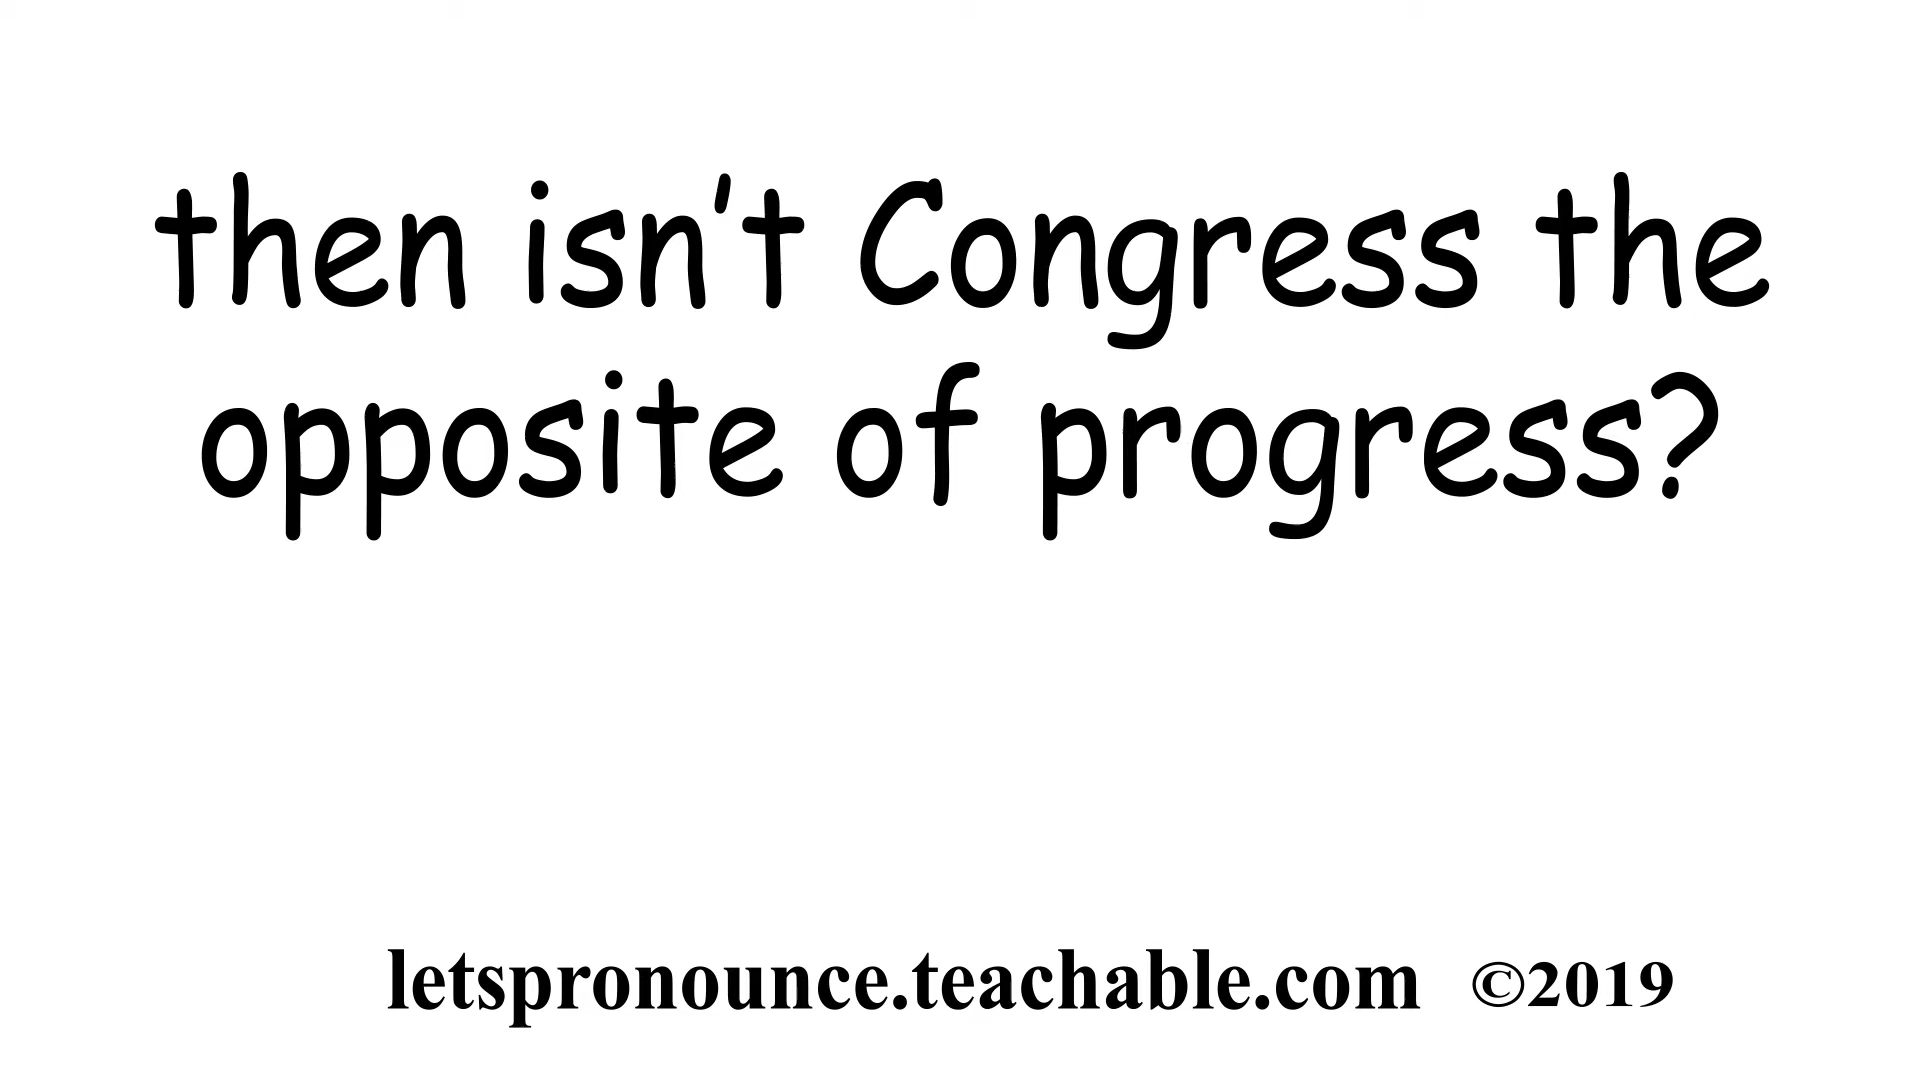 then isn't Congress the
opposite of progress?
letspronounce.teachable.com ©2019